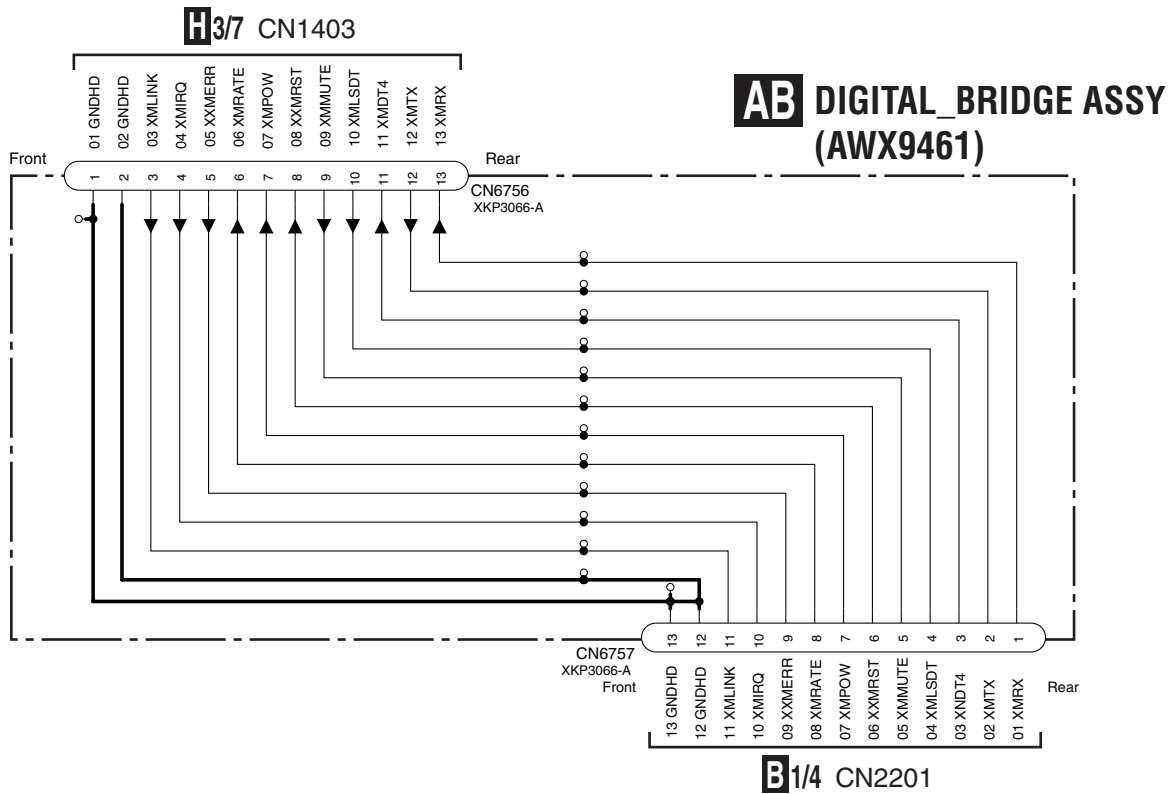 H 3/7 CN1403
01 GNDHD
02 GNDHD
03 XMLINK
04 XMIRQ
05 XXMERR
06 XMRATE
07 XMPOW
08 XXMRST
09 XMMUTE
10 XMLSDT
11 XMDT4
12 XMTX
13 XMRX
AB DIGITAL_BRIDGE ASSY
(AWX9461)
Front
Rear
1 2 3 4 5 6 7 8 9 10 11 12 13
CN6756
XKP3066-A
13 12 11 10 9 8 7 6 5 4 3 2 1
CN6757
XKP3066-A
Front
Rear
13 GNDHD
12 GNDHD
11 XMLINK
10 XMIRQ
09 XXMERR
08 XMRATE
07 XMPOW
06 XXMRST
05 XMMUTE
04 XMLSDT
03 XNDT4
02 XMTX
01 XMRX
B 1/4 CN2201